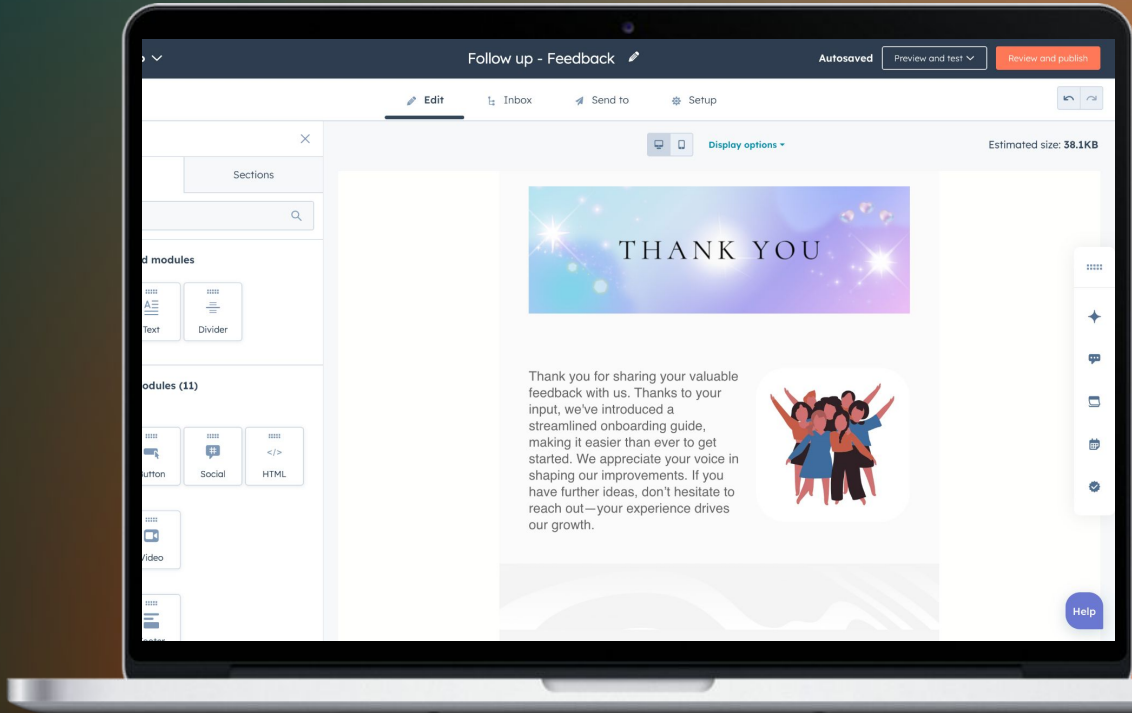 Follow up - Feedback
Autosaved
Preview and test
Review and publish
Edit
Inbox
Send to
Setup
Sections
Display options
Estimated size: 38.1KB
d modules
Text
Divider
odules (11)
Button
Social
HTML
Video
THANK YOU
Thank you for sharing your valuable
feedback with us. Thanks to your
input, we've introduced a
streamlined onboarding guide,
making it easier than ever to get
started. We appreciate your voice in
shaping our improvements. If you
have further ideas, don't hesitate to
reach out—your experience drives
our growth.
Help